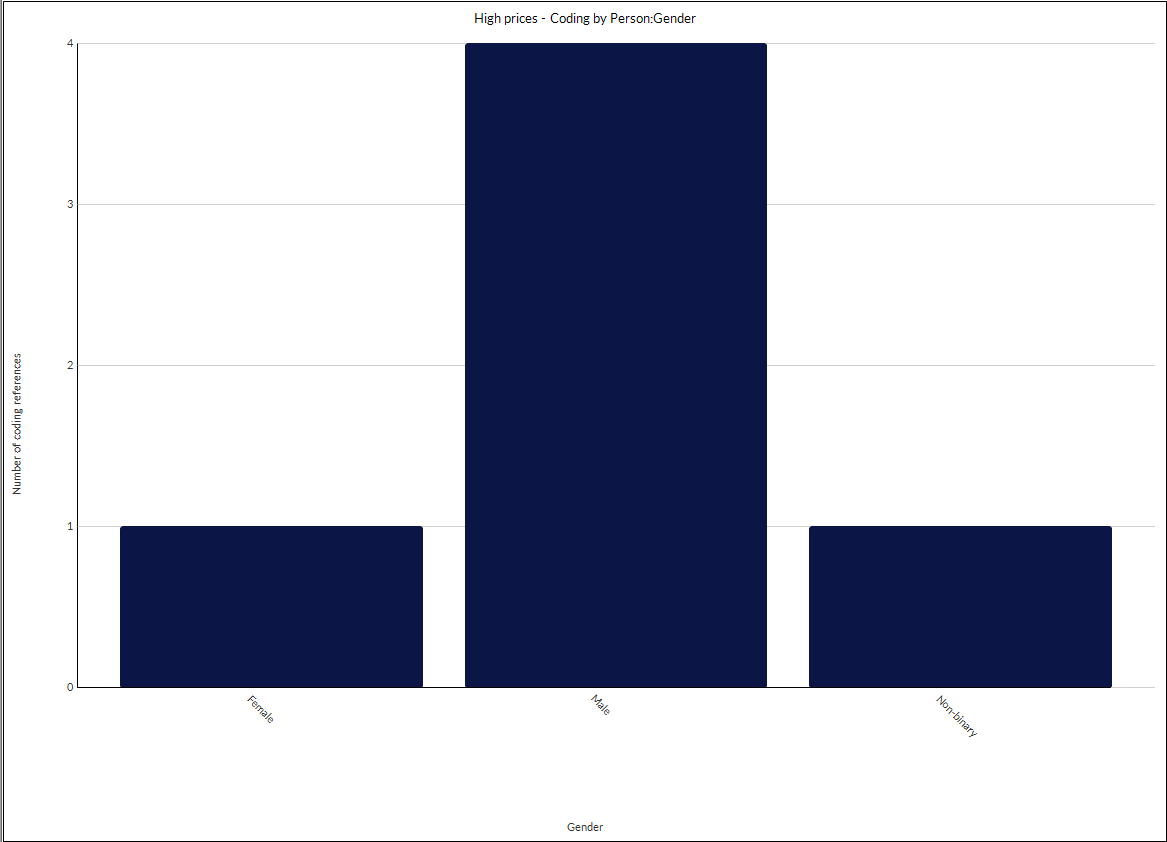 High prices - Coding by Person:Gender
Number of coding references
4
3
2
1
0
Female
Male
Non-binary
Gender